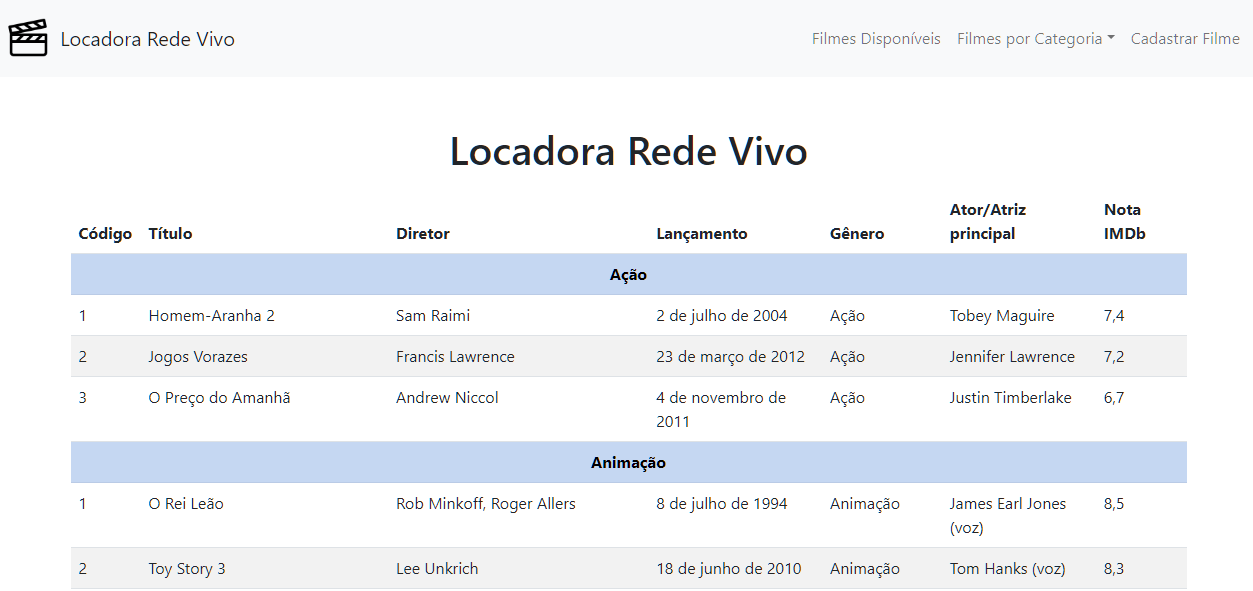 Locadora Rede Vivo
Filmes Disponíveis Filmes por Categoria Cadastrar Filme
Locadora Rede Vivo
Código Título Diretor Lançamento Gênero Ator/Atriz principal Nota IMDb
Ação
1 Homem-Aranha 2 Sam Raimi 2 de julho de 2004 Ação Tobey Maguire 7,4
2 Jogos Vorazes Francis Lawrence 23 de março de 2012 Ação Jennifer Lawrence 7,2
3 O Preço do Amanhã Andrew Niccol 4 de novembro de 2011 Ação Justin Timberlake 6,7
Animação
1 O Rei Leão Rob Minkoff, Roger Allers 8 de julho de 1994 Animação James Earl Jones (voz) 8,5
2 Toy Story 3 Lee Unkrich 18 de junho de 2010 Animação Tom Hanks (voz) 8,3